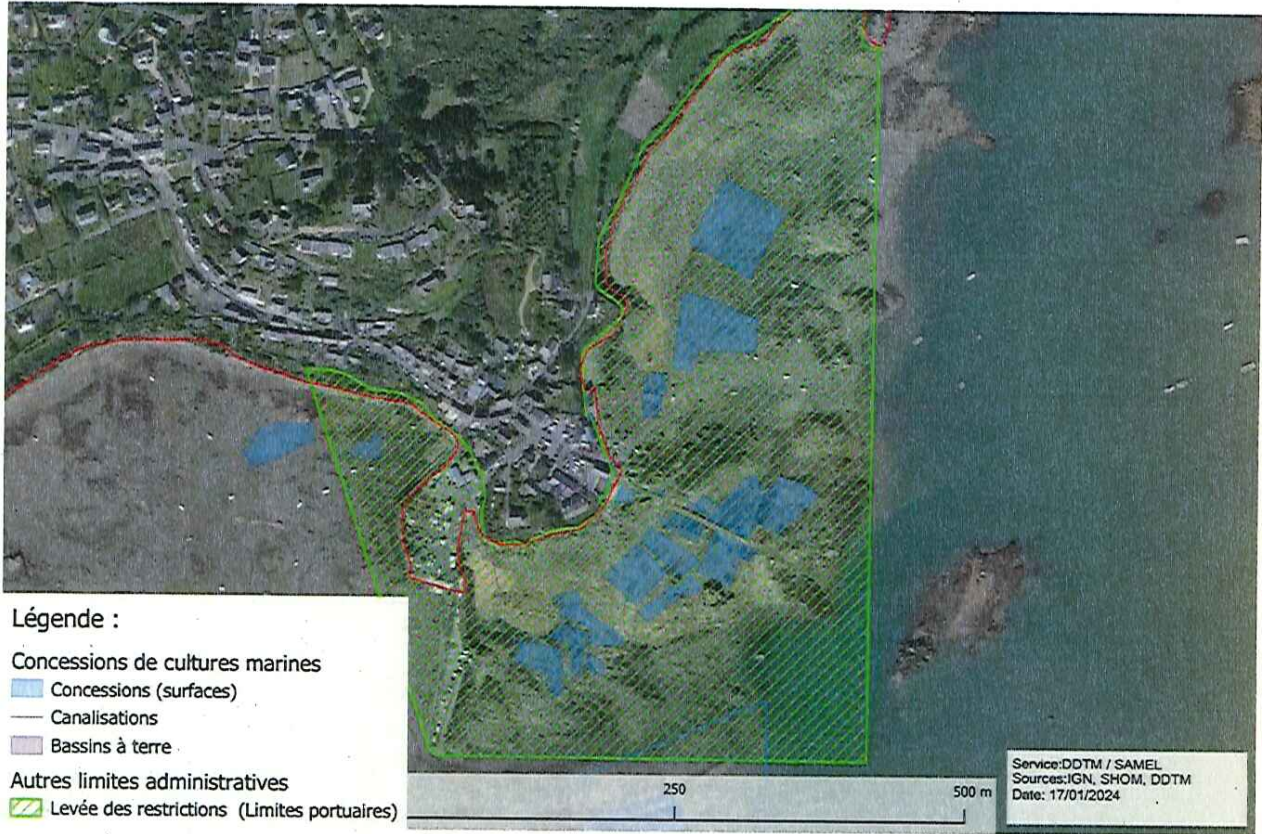 Légende :
Concessions de cultures marines
Concessions (surfaces)
Canalisations
Bassins à terre
Autres limites administratives
Levée des restrictions (Limites portuaires)
250
500 m
Service:DDTM / SAMEL
Sources:IGN, SHOM, DDTM
Date: 17/01/2024